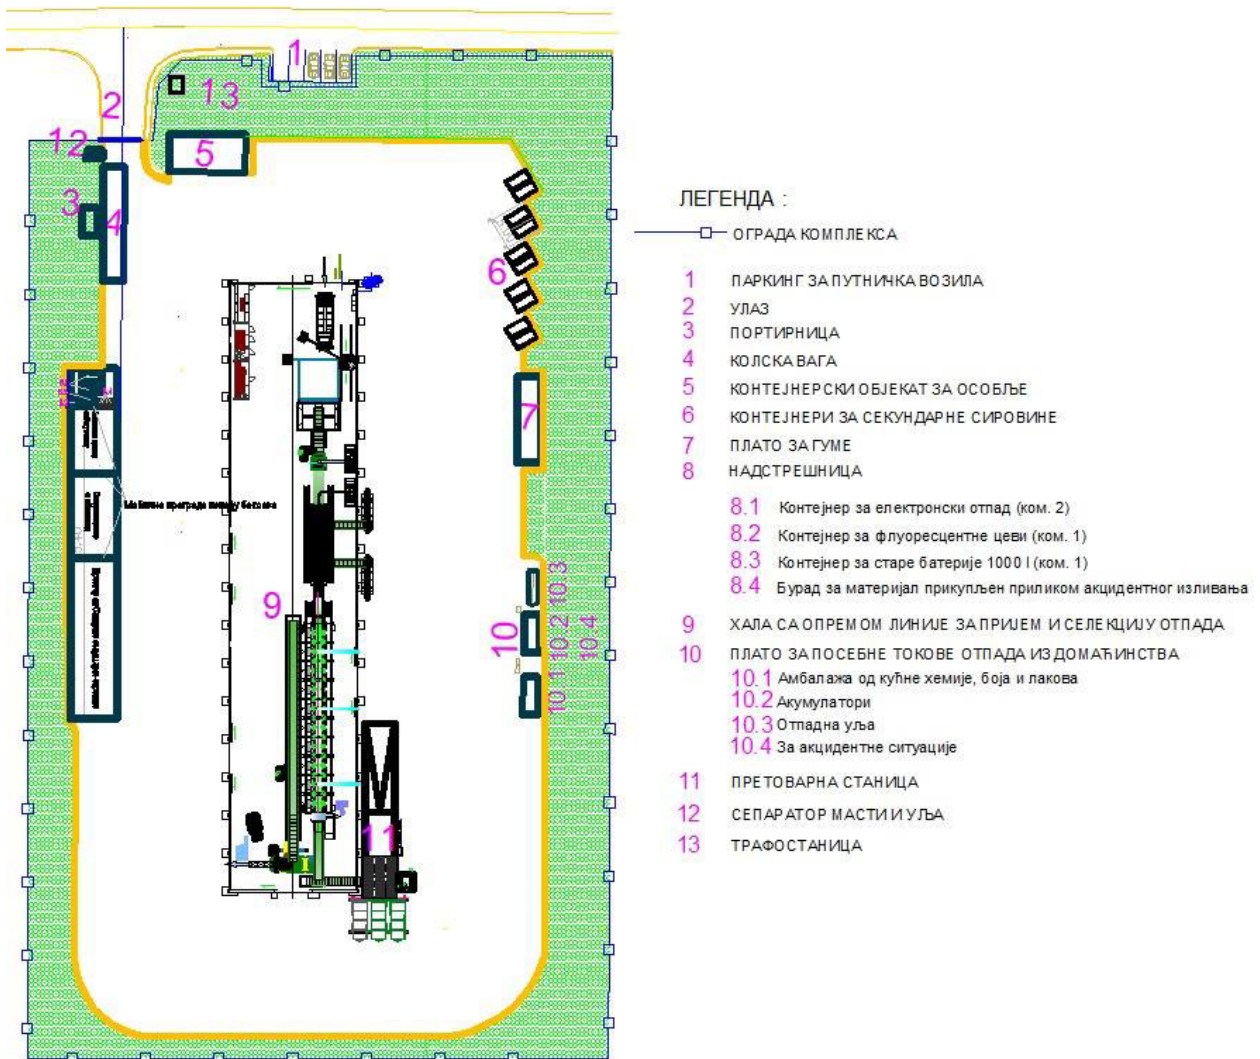 1
13
2
12
5
3
4
6
7
9
10
10.1 10.2 10.3
10.4
11
ЛЕГЕНДА :
ОГРАДА КОМПЛЕКСА
1 ПАРКИНГ ЗА ПУТНИЧКА ВОЗИЛА
2 УЛАЗ
3 ПОРТИРНИЦА
4 КОЛСКА ВАГА
5 КОНТЕЈНЕРСКИ ОБЈЕКАТ ЗА ОСОБЉЕ
6 КОНТЕЈНЕРИ ЗА СЕКУНДАРНЕ СИРОВИНЕ
7 ПЛАТО ЗА ГУМЕ
8 НАДСТРЕШНИЦА
8.1 Контејнер за електронски отпад (ком. 2)
8.2 Контејнер за флуоресцентне цеви (ком. 1)
8.3 Контејнер за старе батерије 1000 l (ком. 1)
8.4 Бурад за материјал прикупљен приликом акцидентног изливања
9 ХАЛА СА ОПРЕМОМ ЛИНИЈЕ ЗА ПРИЈЕМ И СЕЛЕКЦИЈУ ОТПАДА
10 ПЛАТО ЗА ПОСЕБНЕ ТОКОВЕ ОТПАДА ИЗ ДОМАЋИНСТВА
10.1 Амбалажа од кућне хемије, боја и лакова
10.2 Акумулатори
10.3 Отпадна уља
10.4 За акцидентне ситуације
11 ПРЕТОВАРНА СТАНИЦА
12 СЕПАРАТОР МАСТИ И УЉА
13 ТРАФОСТАНИЦА